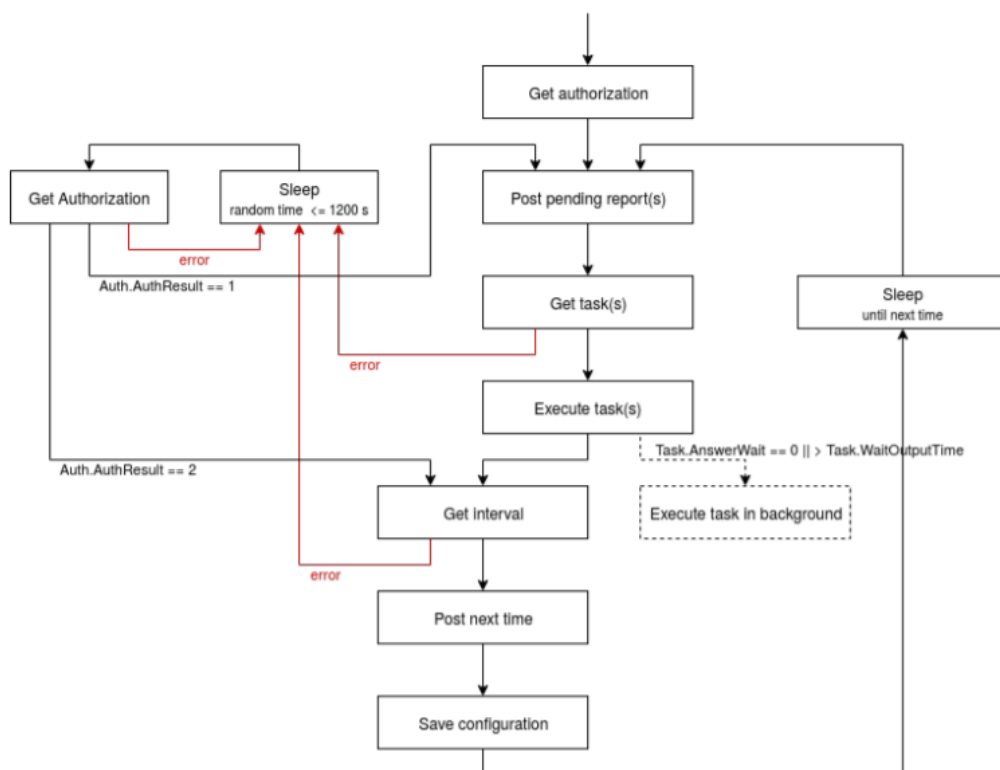 Get authorization
Get Authorization
Sleep
random time <= 1200 s
Post pending report(s)
error
Auth.AuthResult == 1
Get task(s)
Sleep
until next time
error
Execute task(s)
Task.AnswerWait == 0 || > Task.WaitOutputTime
Auth.AuthResult == 2
Get interval
Execute task in background
error
Post next time
Save configuration